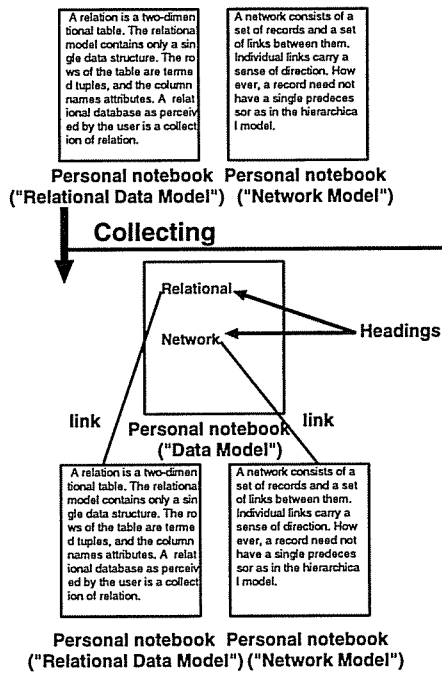 A relation is a two-dimen
tional table. The relational
model contains only a sin
gle data structure. The ro
ws of the table are terme
d tuples, and the column
names attributes. A relat
ional database as perceiv
ed by the user is a collect
ion of relation.
A network consists of a
set of records and a set
of links between them.
Individual links carry a
sense of direction. How
ever, a record need not
have a single predeces
sor as in the hierarchica
l model.
Personal notebook
("Relational Data Model")
Personal notebook
("Network Model")
Collecting
Relational
Network
Headings
link
link
Personal notebook
("Data Model")
A relation is a two-dimen
tional table. The relational
model contains only a sin
gle data structure. The ro
ws of the table are terme
d tuples, and the column
names attributes. A relat
ional database as perceiv
ed by the user is a collect
ion of relation.
A network consists of a
set of records and a set
of links between them.
Individual links carry a
sense of direction. How
ever, a record need not
have a single predeces
sor as in the hierarchica
l model.
Personal notebook
("Relational Data Model")
Personal notebook
("Network Model")